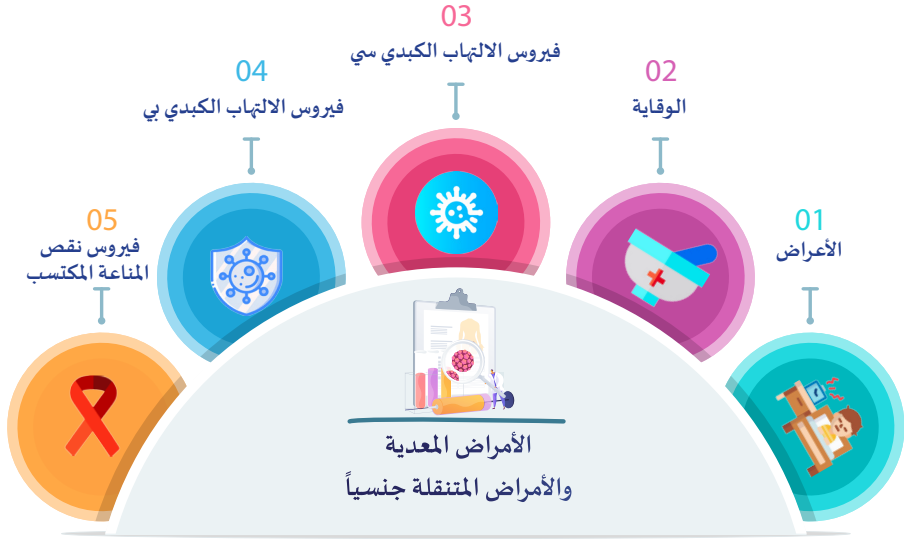 03
فيروس الالتهاب الكبدي سي
04
فيروس الالتهاب الكبدي بي
02
الوقاية
05
فيروس نقص
المناعة المكتسب
01
الأعراض
الأمراض المعدية
والأمراض المتنقلة جنسياً